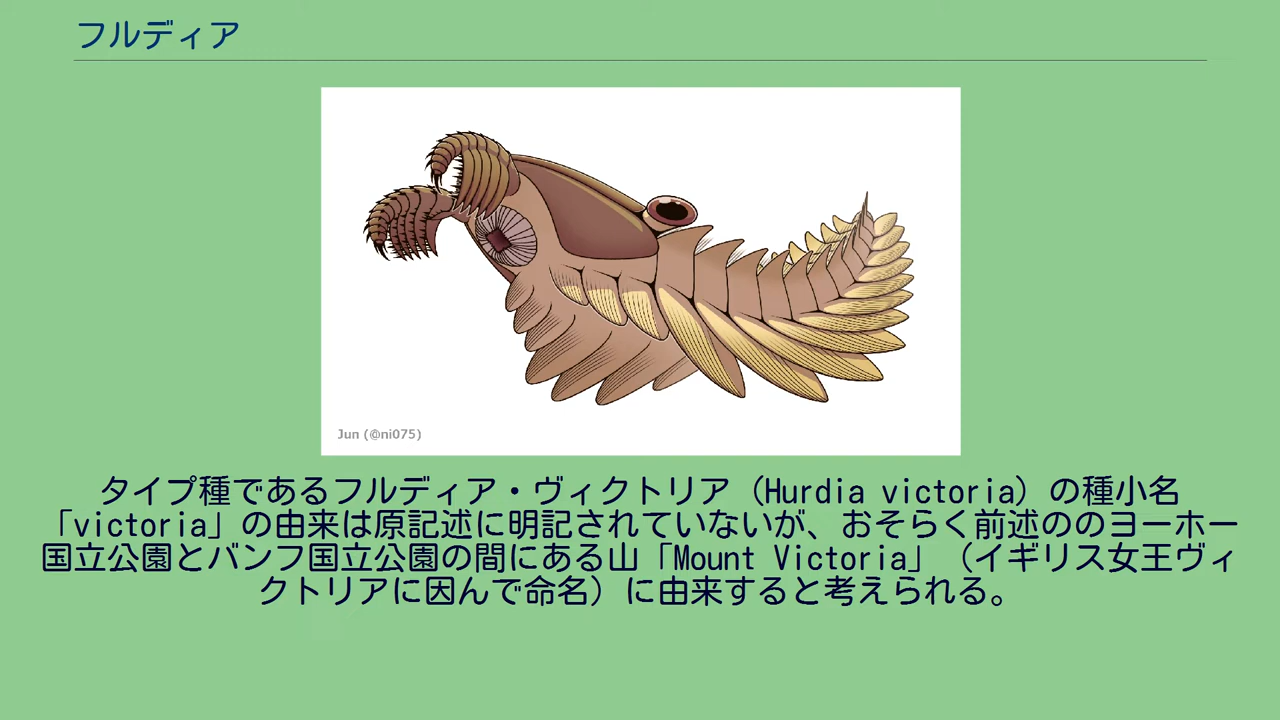 フルディア
Jun (@ni075)
タイプ種であるフルディア・ヴィクトリア（Hurdia victoria）の種小名
「victoria」の由来は原記述に明記されていないが、おそらく前述ののヨーホー
国立公園とバンフ国立公園の間にある山「Mount Victoria」（イギリス女王ヴィ
クトリアに因んで命名）に由来すると考えられる。